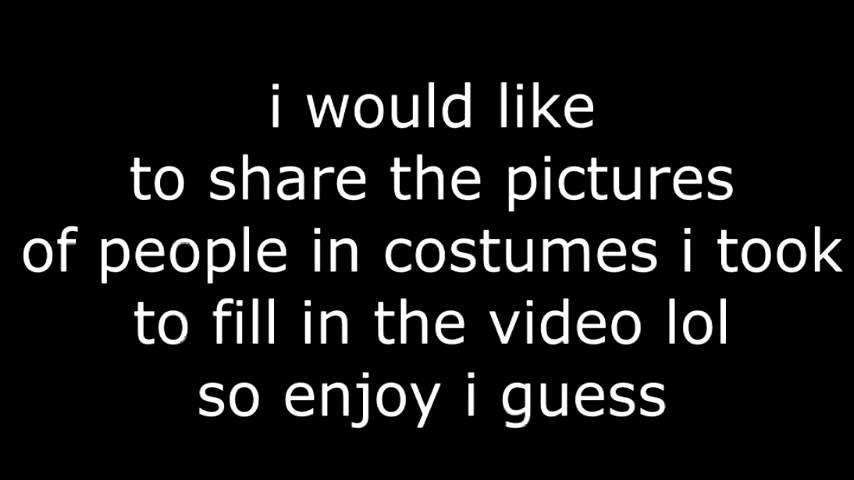 i would like
to share the pictures
of people in costumes i took
to fill in the video lol
so enjoy i guess